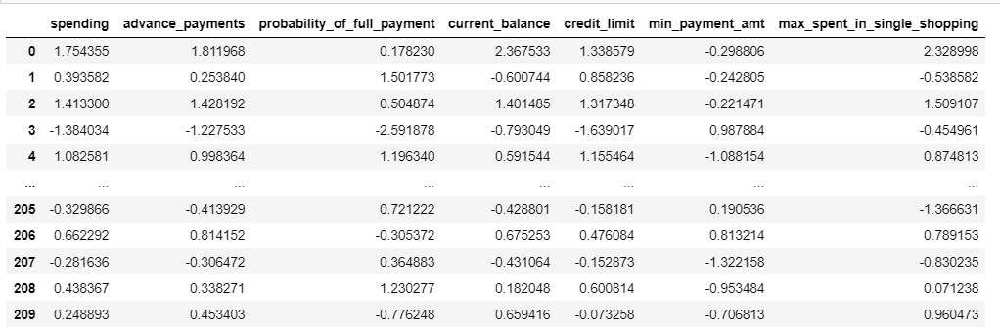 spending advance_payments probability_of_full_payment current_balance credit_limit min_payment_amt max_spent_in_single_shopping
0 1.754355 1.811968 0.178230 2.367533 1.338579 -0.298806 2.328998
1 0.393582 0.253840 1.501773 -0.600744 0.858236 -0.242805 -0.538582
2 1.413300 1.428192 0.504874 1.401485 1.317348 -0.221471 1.509107
3 -1.384034 -1.227533 -2.591878 -0.793049 -1.639017 0.987884 -0.454961
4 1.082581 0.998364 1.196340 0.591544 1.155464 -1.088154 0.874813
... ... ... ... ... ... ... ...
205 -0.329866 -0.413929 0.721222 -0.428801 -0.158181 0.190536 -1.366631
206 0.662292 0.814152 -0.305372 0.675253 0.476084 0.813214 0.789153
207 -0.281636 -0.306472 0.364883 -0.431064 -0.152873 -1.322158 -0.830235
208 0.438367 0.338271 1.230277 0.182048 0.600814 -0.953484 0.071238
209 0.248893 0.453403 -0.776248 0.659416 -0.073258 -0.706813 0.960473